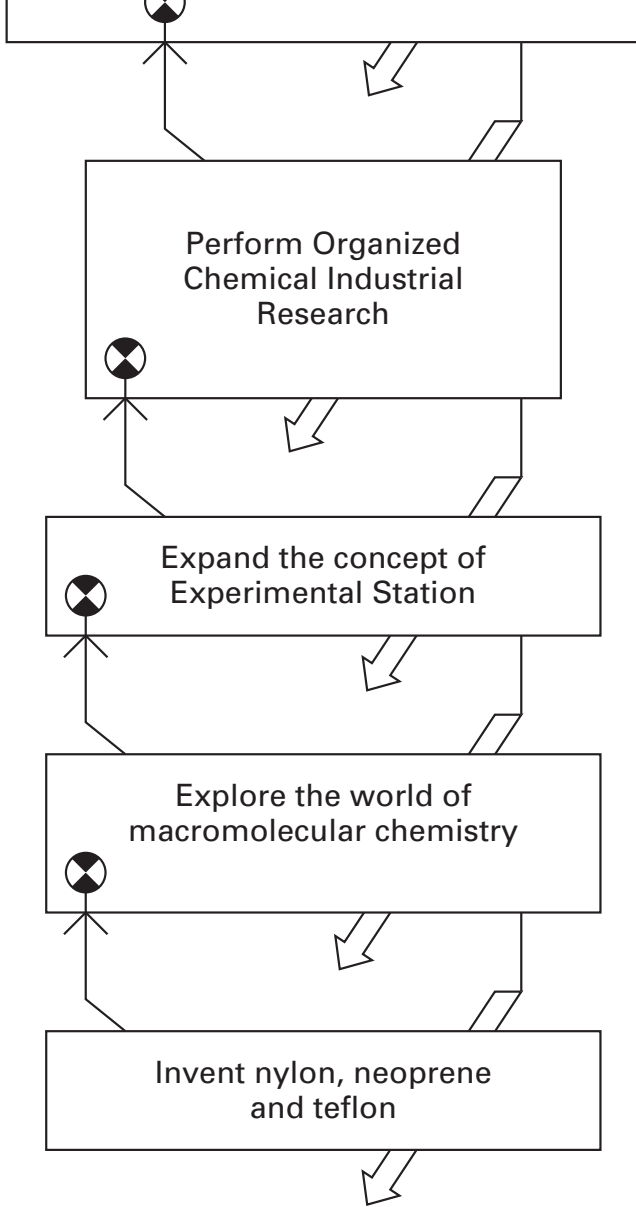 Perform Organized
Chemical Industrial
Research
Expand the concept of
Experimental Station
Explore the world of
macromolecular chemistry
Invent nylon, neoprene
and teflon